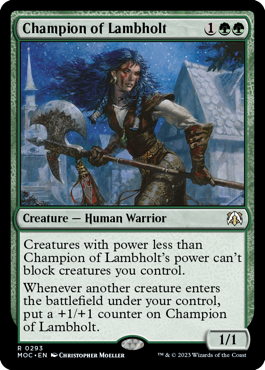 Champion of Lambholt 1
Creature — Human Warrior
Creatures with power less than
Champion of Lambholt's power can't
block creatures you control.
Whenever another creature enters
the battlefield under your control,
put a +1/+1 counter on Champion
of Lambholt.
1/1
R 0293
MOC • EN Christopher Moeller ™ & © 2023 Wizards of the Coast